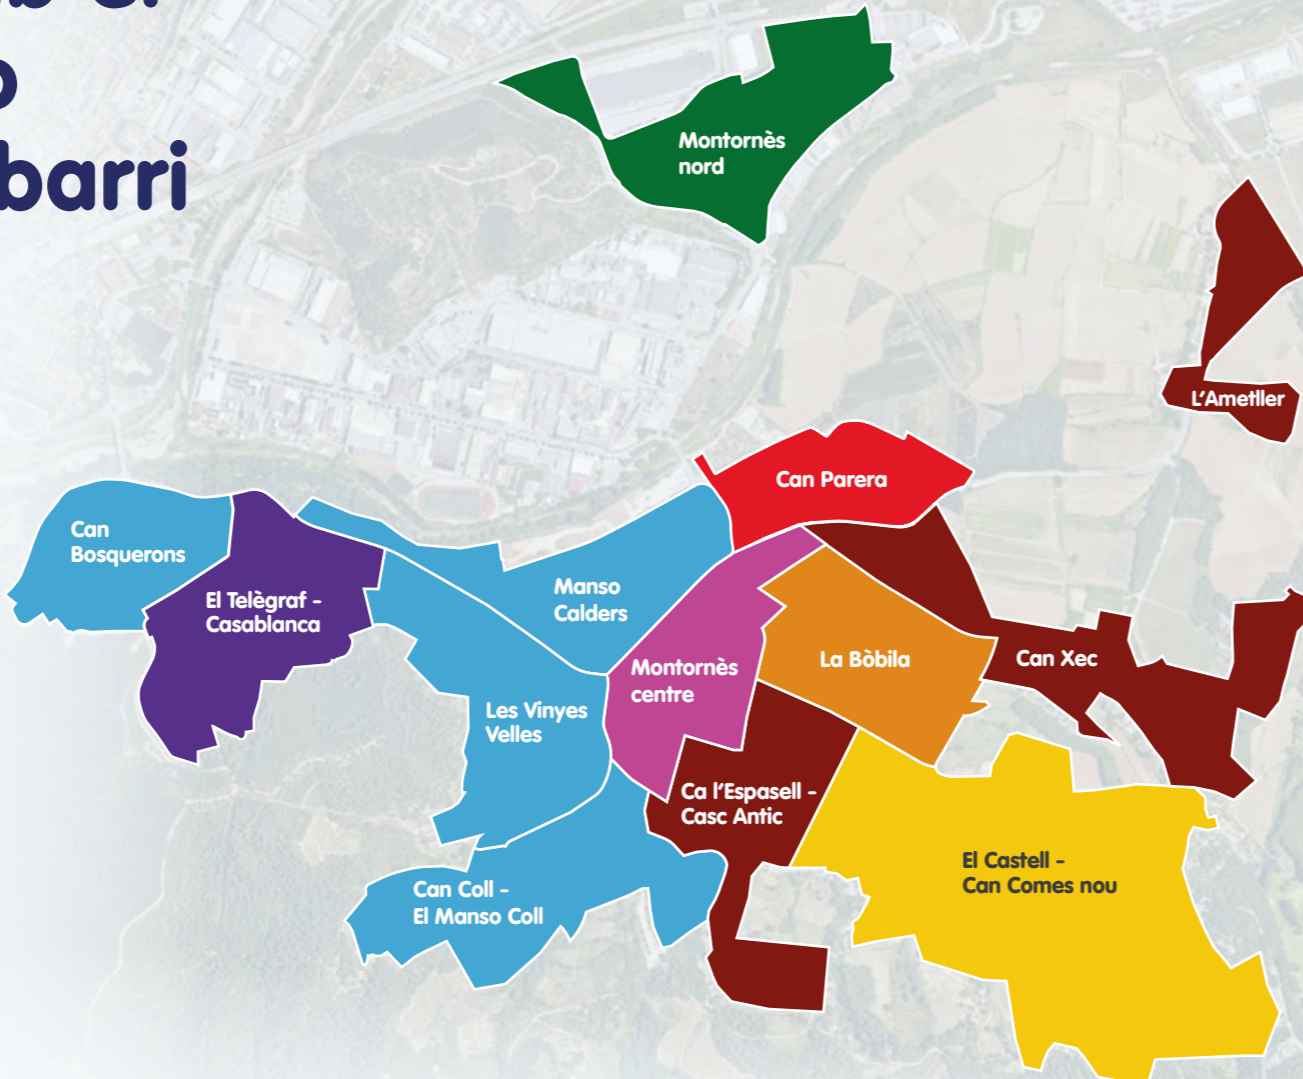 barri
Montornès
nord
L'Ametller
Can Parera
Can
Bosquerons
El Telègraf -
Casablanca
Manso
Calders
Montornès
centre
La Bòbila
Can Xec
Les Vinyes
Velles
Ca l'Espasell -
Casc Antic
El Castell -
Can Comes nou
Can Coll -
El Manso Coll